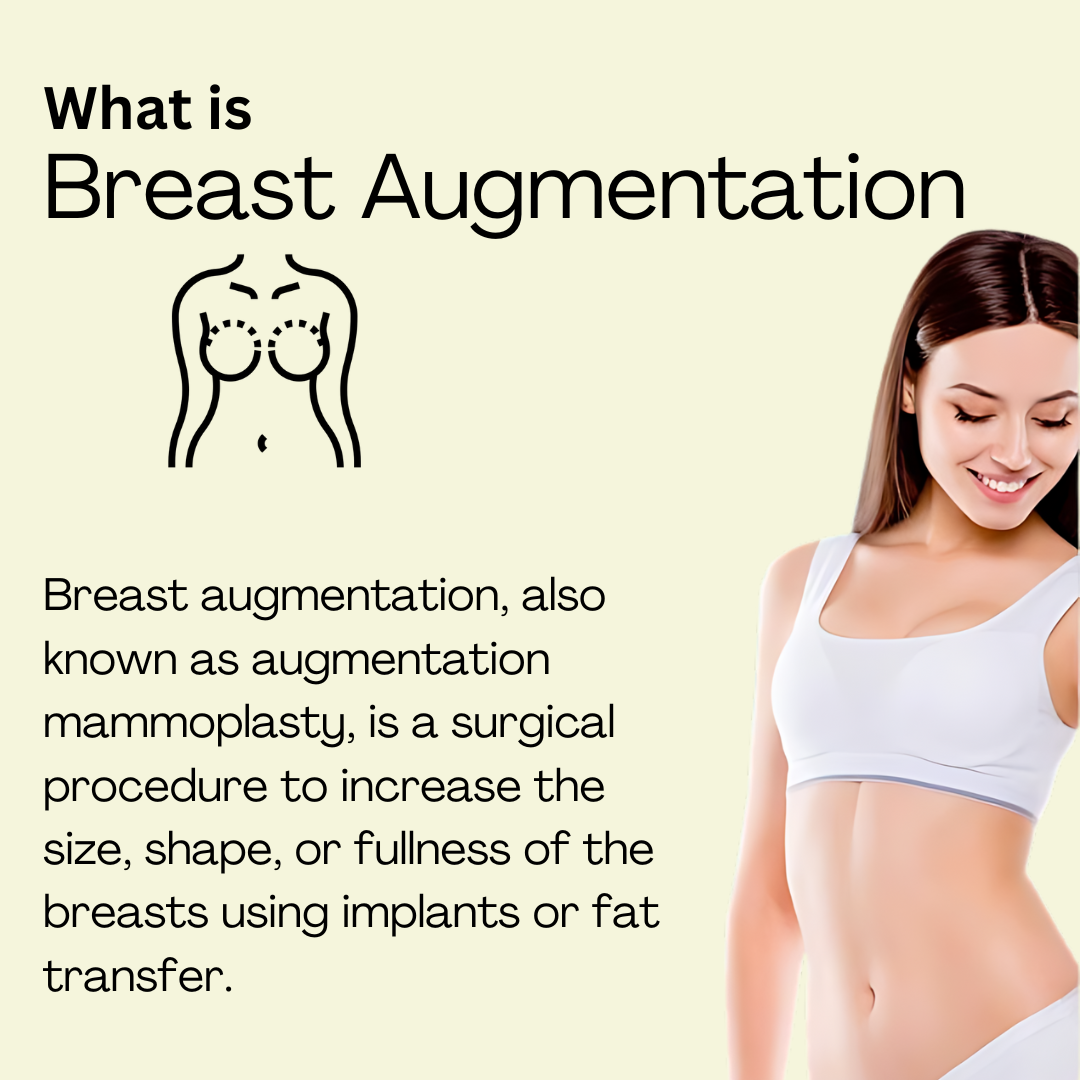 What is
Breast Augmentation
Breast augmentation, also
known as augmentation
mammoplasty, is a surgical
procedure to increase the
size, shape, or fullness of the
breasts using implants or fat
transfer.